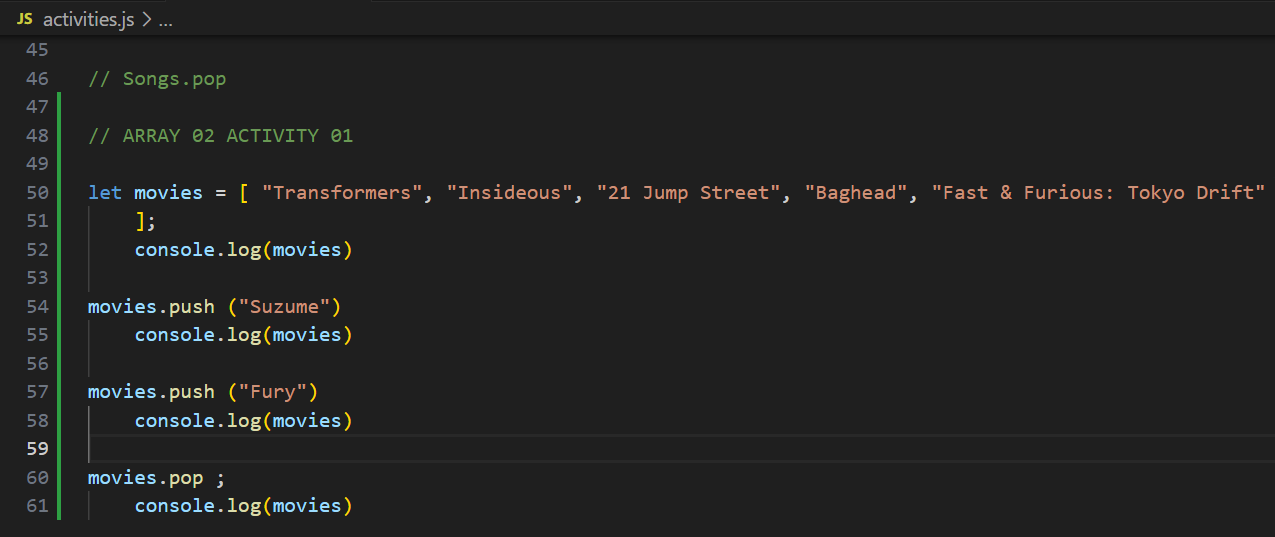 JS activities.js > ...
45
46 // Songs.pop
47
48 // ARRAY 02 ACTIVITY 01
49
50 let movies = [ "Transformers", "Insideous", "21 Jump Street", "Baghead", "Fast & Furious: Tokyo Drift"
51     ];
52     console.log(movies)
53
54 movies.push ("Suzume")
55     console.log(movies)
56
57 movies.push ("Fury")
58     console.log(movies)
59
60 movies.pop ;
61     console.log(movies)